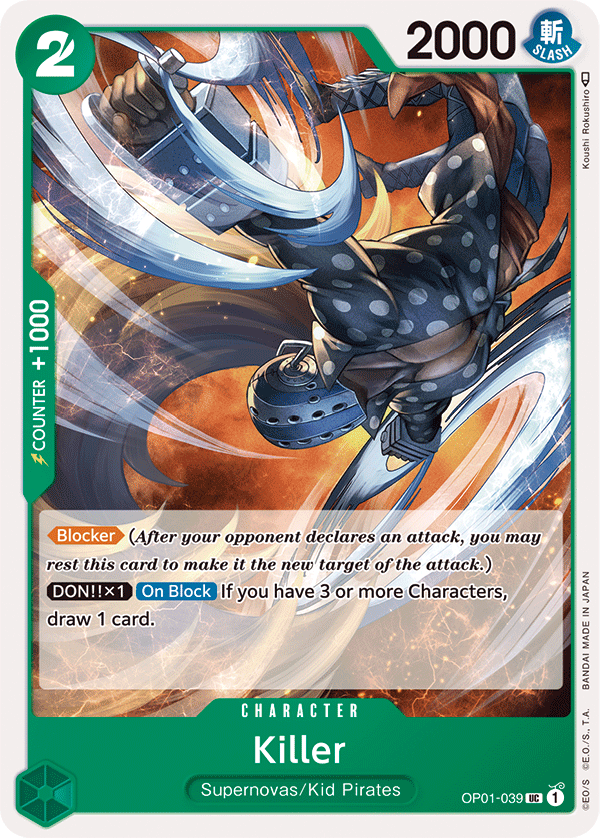 2
2000
斬
SLASH
Koushi Rokushiro
COUNTER +1000
Blocker (After your opponent declares an attack, you may
rest this card to make it the new target of the attack.)
DON!!×1 On Block If you have 3 or more Characters,
draw 1 card.
CHARACTER
Killer
Supernovas/Kid Pirates
OP01-039 UC 1
©EO/S ©E.O./S., T.A. BANDAI MADE IN JAPAN